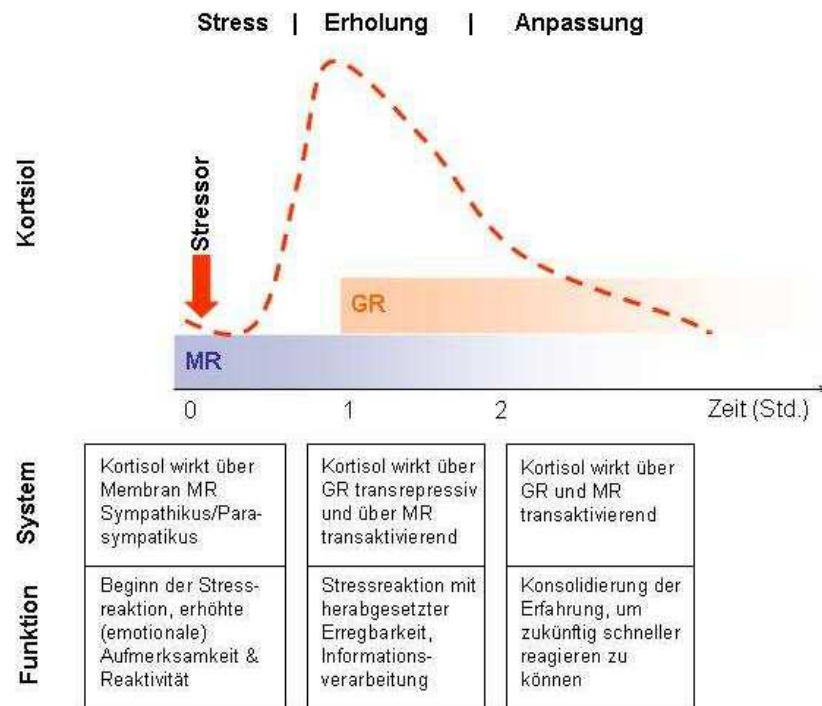 Stress | Erholung | Anpassung
Kortsiol
Stressor
GR
MR
0 1 2 Zeit (Std.)
System
Kortisol wirkt über
Membran MR
Sympathikus/Para-
sympatikus
Kortisol wirkt über
GR transrepressiv
und über MR
transaktivierend
Kortisol wirkt über
GR und MR
transaktivierend
Funktion
Beginn der Stress-
reaktion, erhöhte
(emotionale)
Aufmerksamkeit &
Reaktivität
Stressreaktion mit
herabgesetzter
Erregbarkeit,
Informations-
verarbeitung
Konsolidierung der
Erfahrung, um
zukünftig schneller
reagieren zu
können